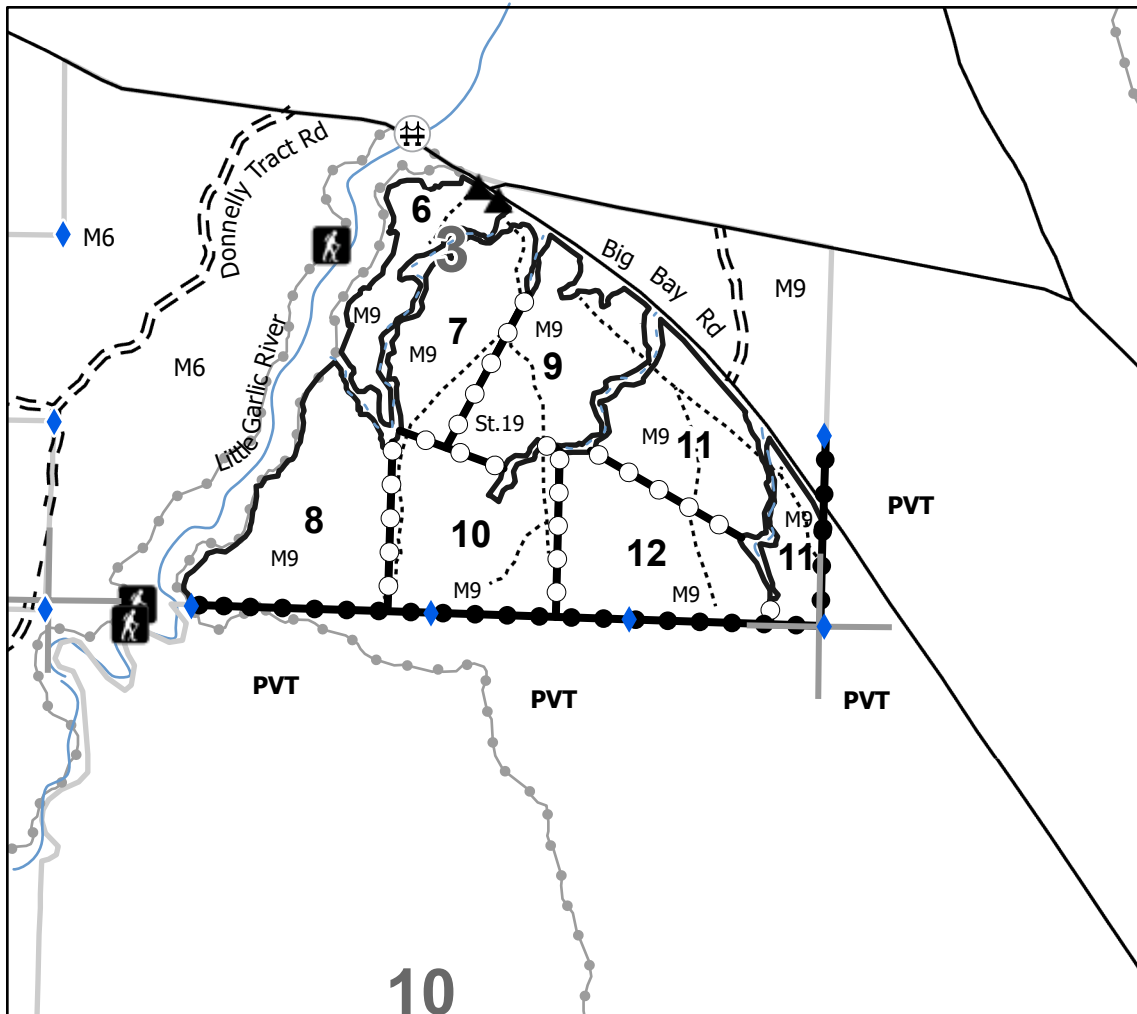 Donnelly Tract Rd
6
M6
3
Big Bay Rd
M9
M9
7
M9
M9
9
M6
Little Garlic River
St.19
M9
11
PVT
8
10
12
M9
11
M9
M9
M9
PVT
PVT
PVT
10